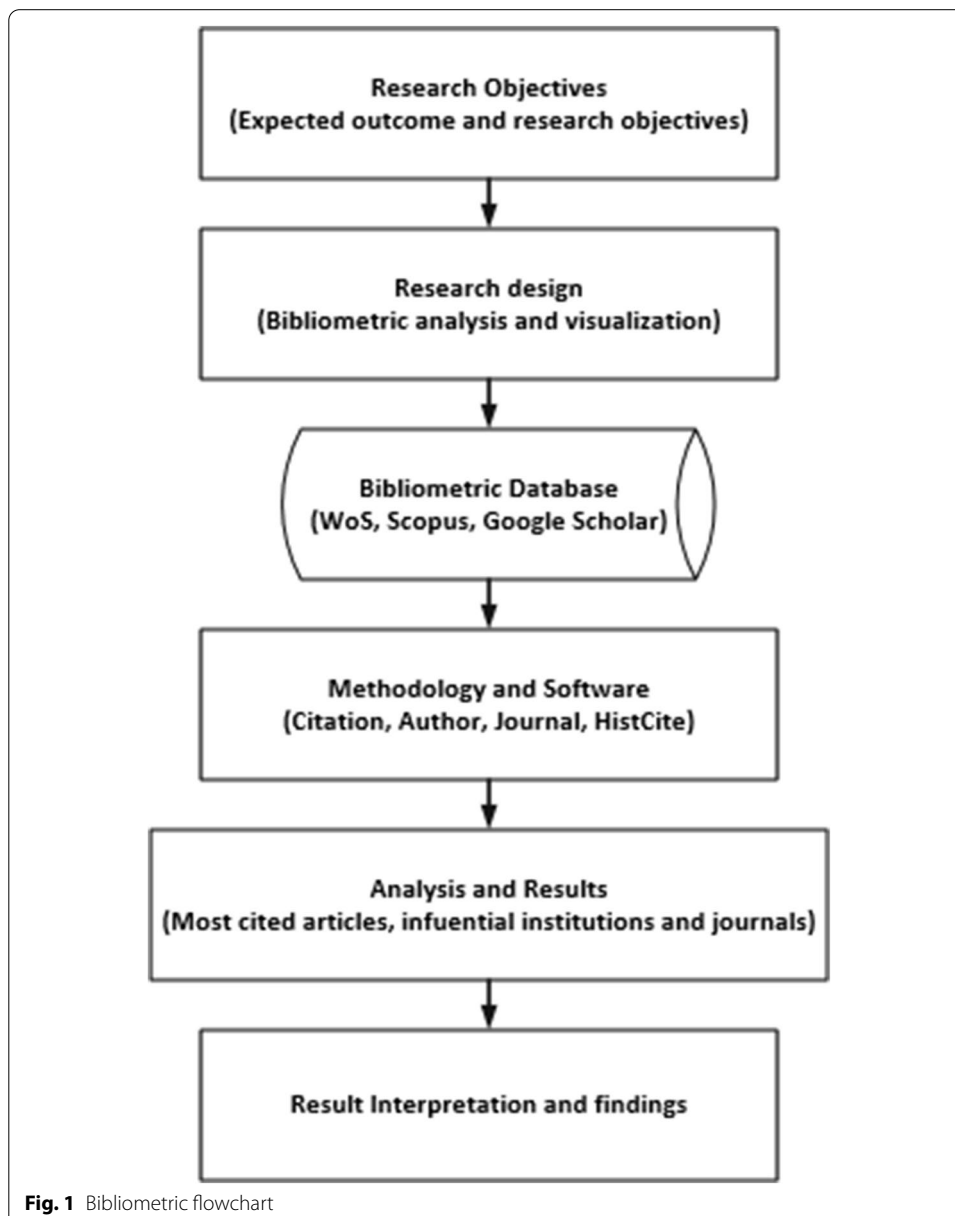 Research Objectives
(Expected outcome and research objectives)
Research design
(Bibliometric analysis and visualization)
Bibliometric Database
(WoS, Scopus, Google Scholar)
Methodology and Software
(Citation, Author, Journal, HistCite)
Analysis and Results
(Most cited articles, infuential institutions and journals)
Result Interpretation and findings
Fig. 1 Bibliometric flowchart